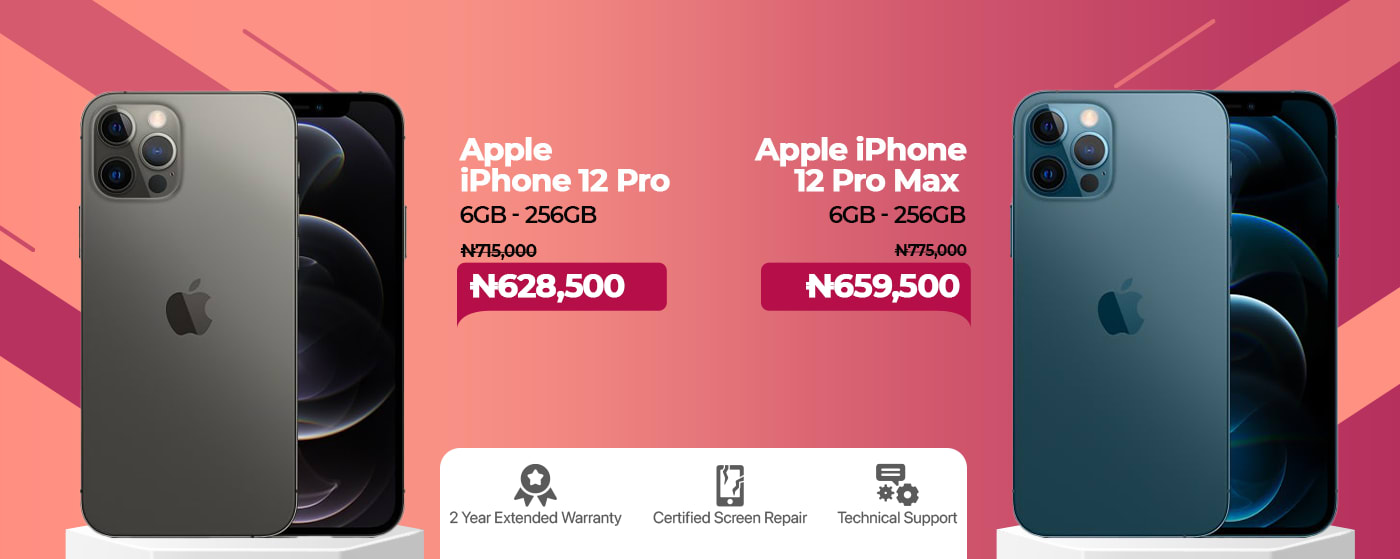 Apple
iPhone 12 Pro
6GB - 256GB
₦715,000
₦628,500
Apple iPhone
12 Pro Max
6GB - 256GB
₦775,000
₦659,500
2 Year Extended Warranty
Certified Screen Repair
Technical Support